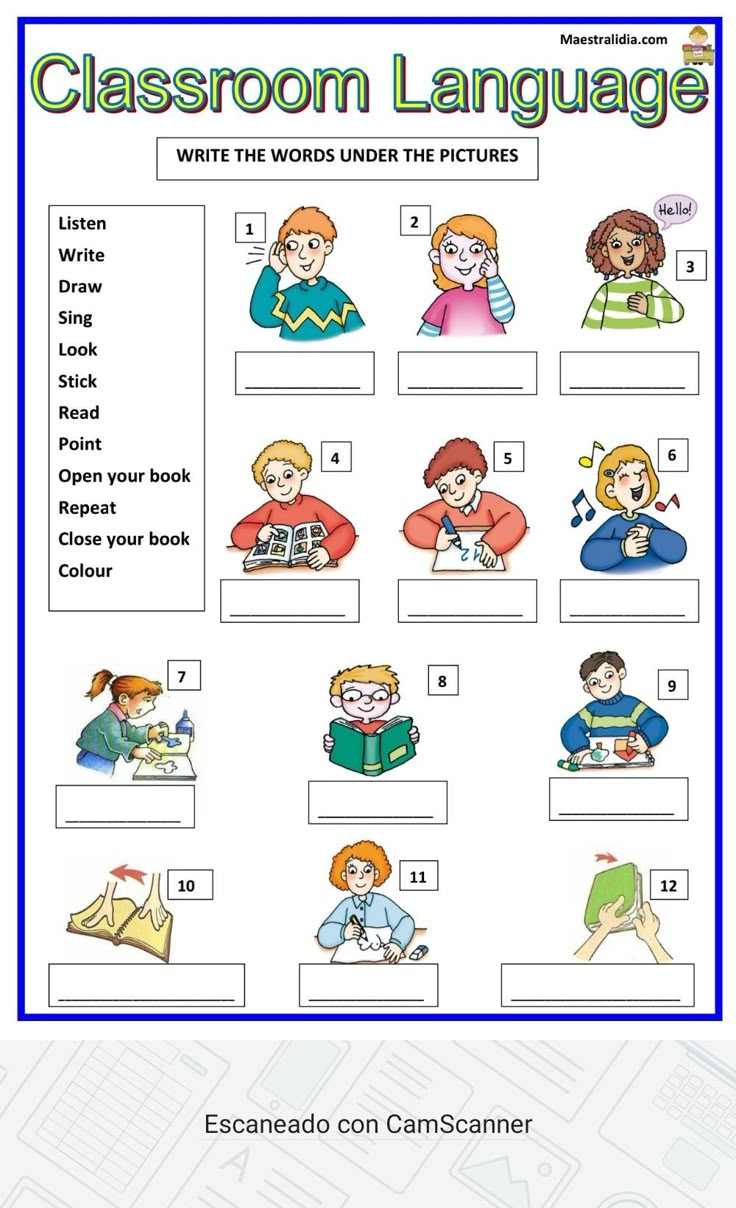 Maestralidia.com
Classroom Language
WRITE THE WORDS UNDER THE PICTURES
Listen
Write
Draw
Sing
Look
Stick
Read
Point
Open your book
Repeat
Close your book
Colour
1
2
Hello!
3
4
5
12
6
7
8
9
10
11
12
Escaneado con CamScanner